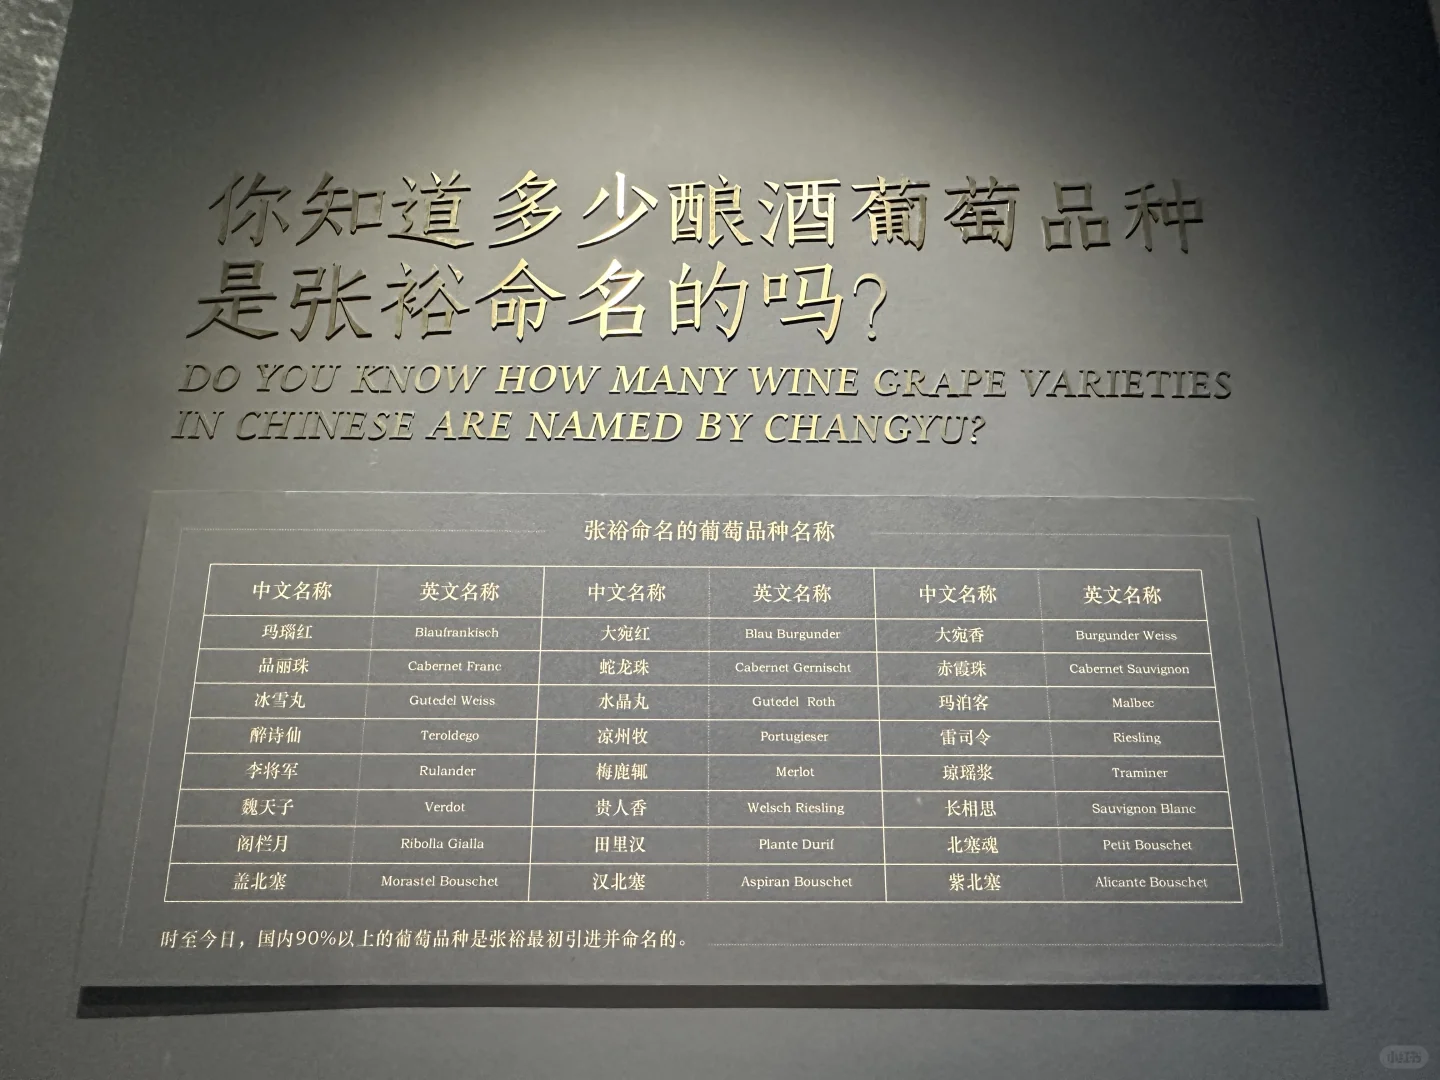 你知道多少酿酒葡萄品种
是张裕命名的吗?
DO YOU KNOW HOW MANY WINE GRAPE VARIETIES
IN CHINESE ARE NAMED BY CHANGYU?
张裕命名的葡萄品种名称
中文名称 英文名称 中文名称 英文名称 中文名称 英文名称
玛瑙红 Blaufrankisch 大宛红 Blau Burgunder 大宛香 Burgunder Weiss
品丽珠 Cabernet Franc 蛇龙珠 Cabernet Gernischt 赤霞珠 Cabernet Sauvignon
冰雪丸 Gutedel Weiss 水晶丸 Gutedel Roth 玛泊客 Malbec
醉诗仙 Teroldego 凉州牧 Portugieser 雷司令 Riesling
李将军 Rulander 梅鹿辄 Merlot 琼瑶浆 Traminer
魏天子 Verdot 贵人香 Welsch Riesling 长相思 Sauvignon Blanc
阁栏月 Ribolla Gialla 田里汉 Plante Durif 北塞魂 Petit Bouschet
盖北塞 Morastel Bouschet 汉北塞 Aspiran Bouschet 紫北塞 Alicante Bouschet
时至今日，国内90%以上的葡萄品种是张裕最初引进并命名的。